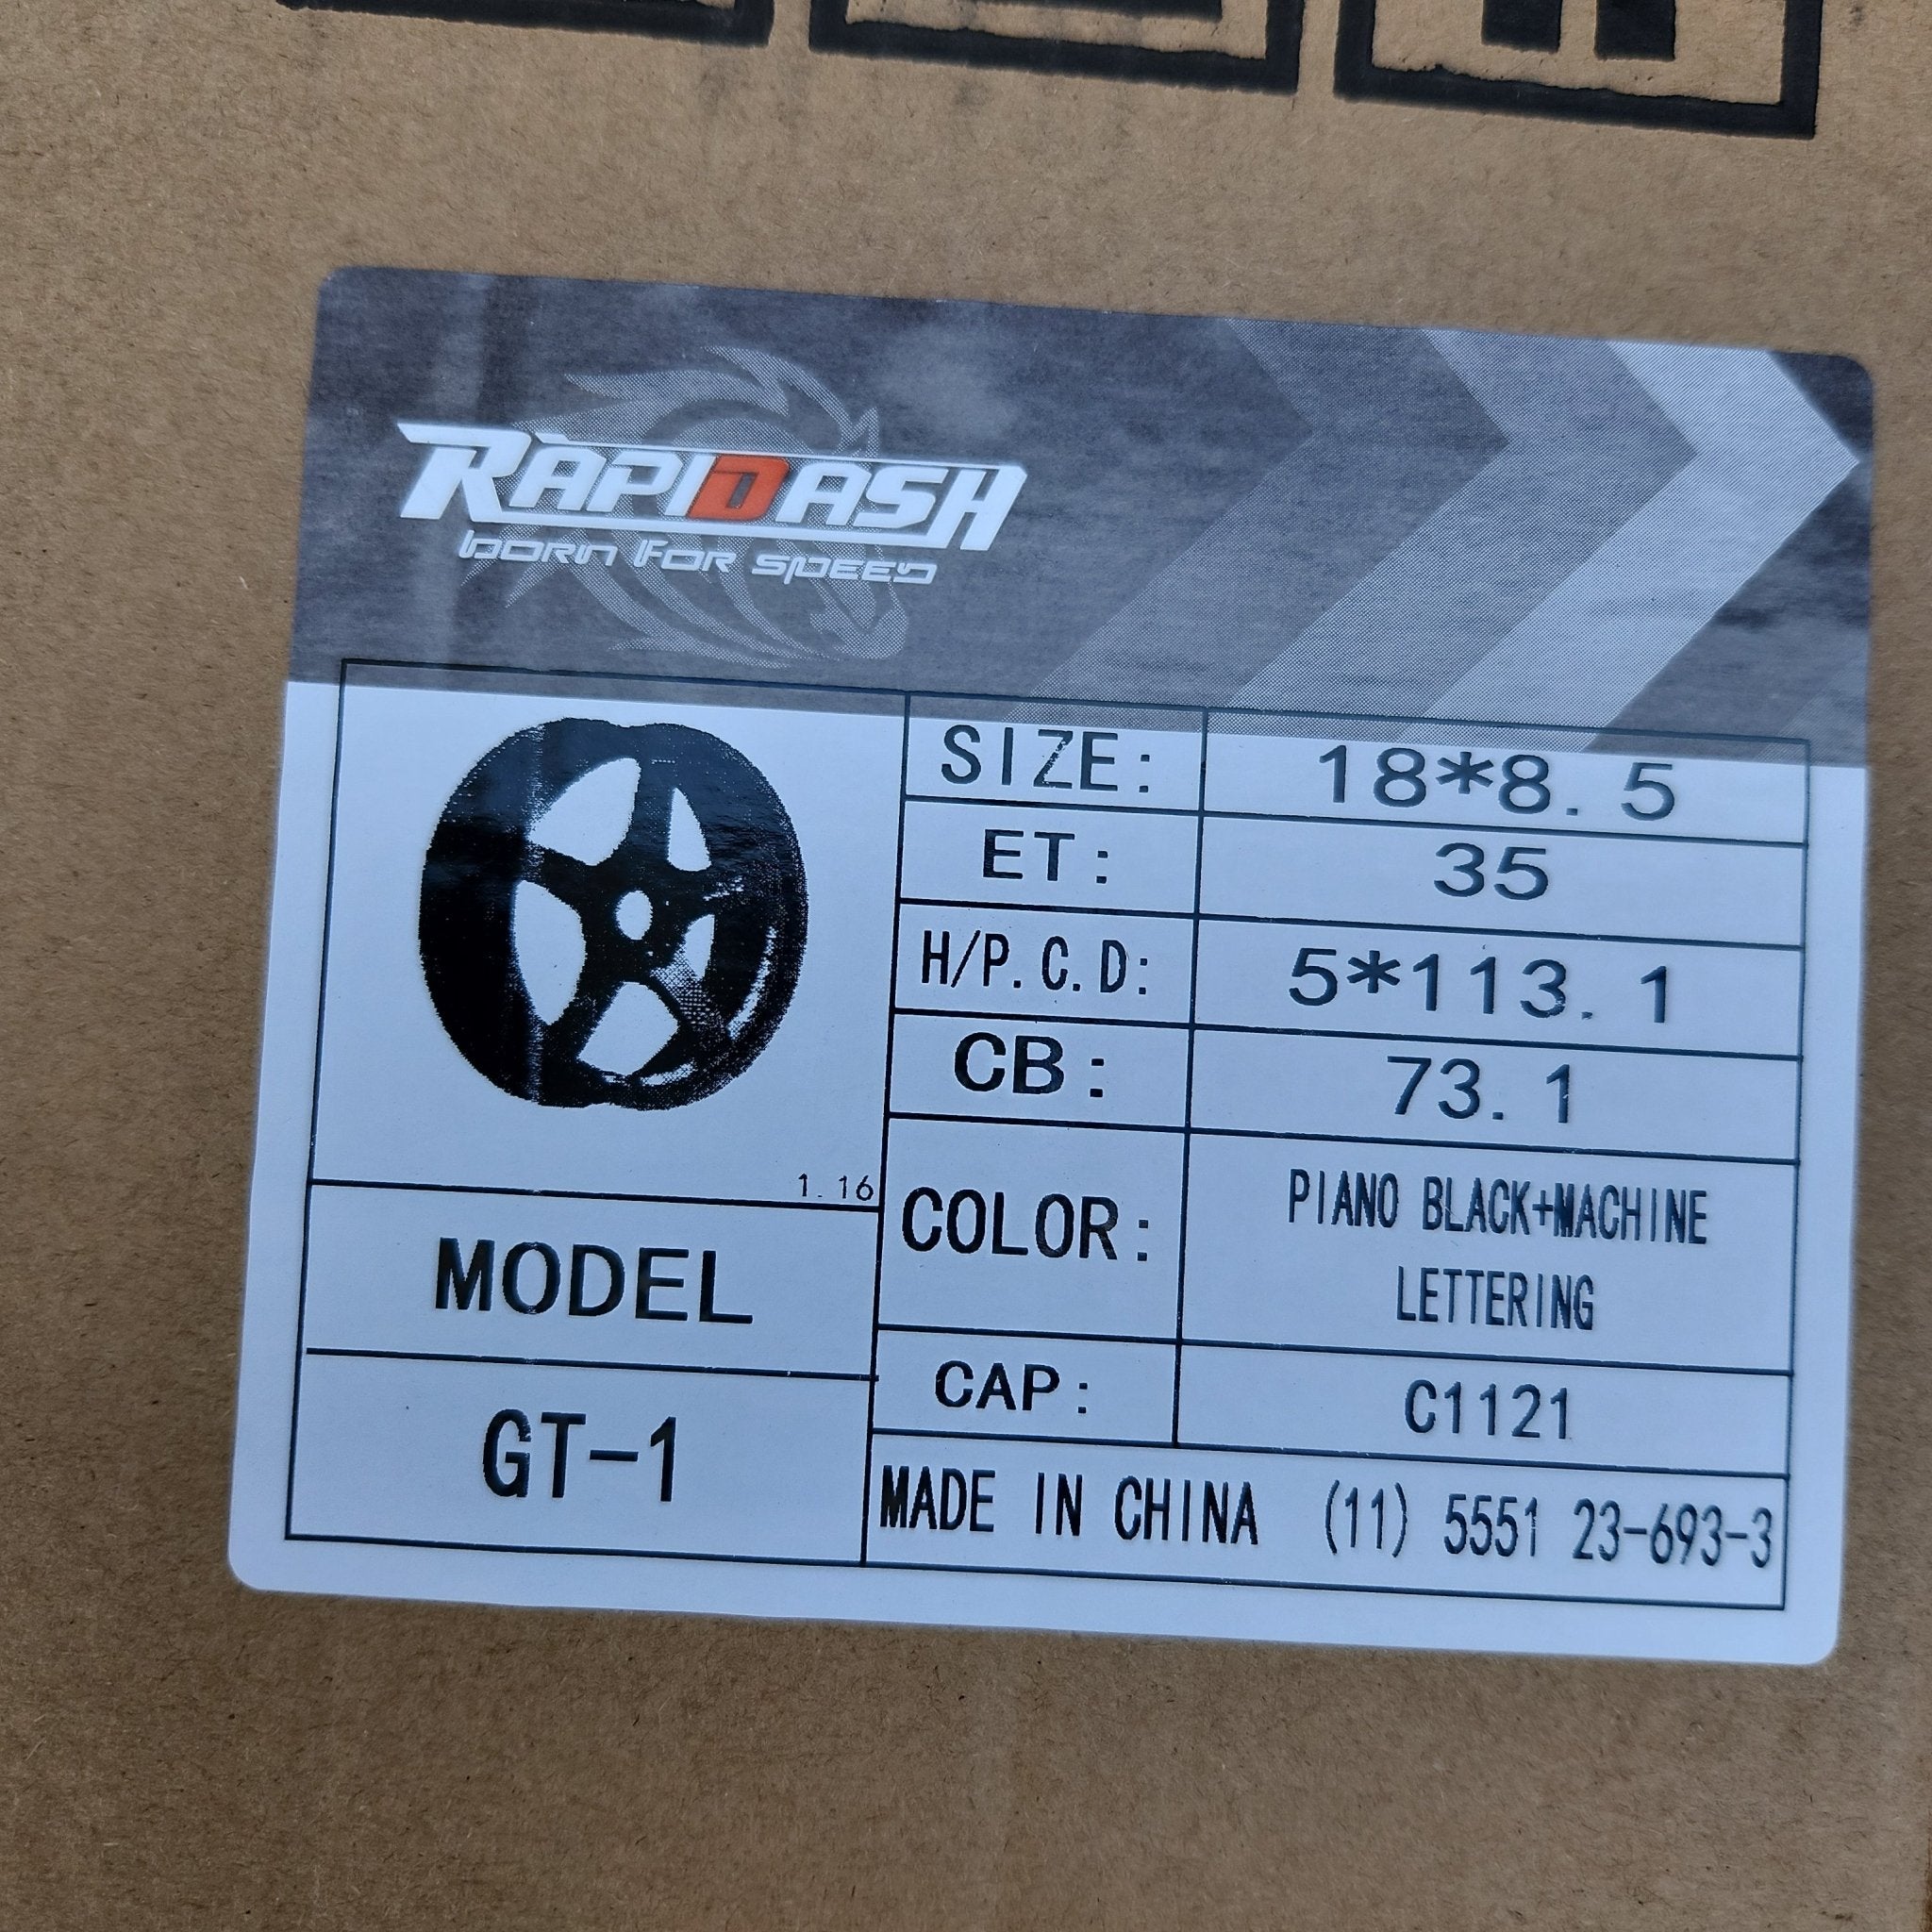 RAPIDASH
BORN FOR SPEED
SIZE: 18*8.5
ET: 35
H/P.C.D: 5*113.1
CB: 73.1
1.16
COLOR: PIANO BLACK+MACHINE
LETTERING
MODEL
CAP: C1121
GT-1
MADE IN CHINA (11) 5551 23-693-3